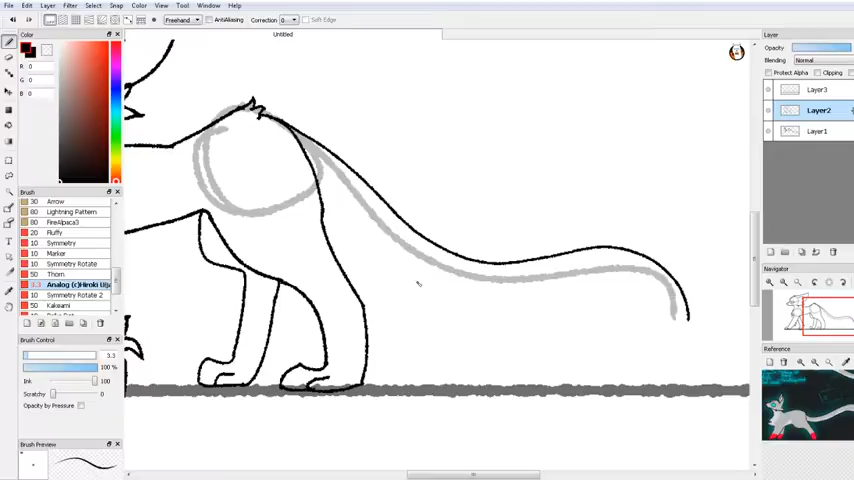 File Edit Layer Filter Select Snap Color View Tool Window Help
Freehand AntiAliasing Correction 0 Soft Edge
Untitled
Color
R 0
G 0
B 0
Brush
30 Arrow
80 Lightning Pattern
80 FireAlpaca3
20 Fluffy
10 Symmetry
10 Marker
10 Symmetry Rotate
50 Thorn
3.3 Analog (c)Hiroki
10 Symmetry Rotate 2
50 Kakeami
Brush Control
3.3
100 %
Ink 100
Scratchy 0
Opacity by Pressure
Brush Preview
Layer
Opacity
Blending Normal
Protect Alpha Clipping
Layer3
Layer2
Layer1
Navigator
Reference